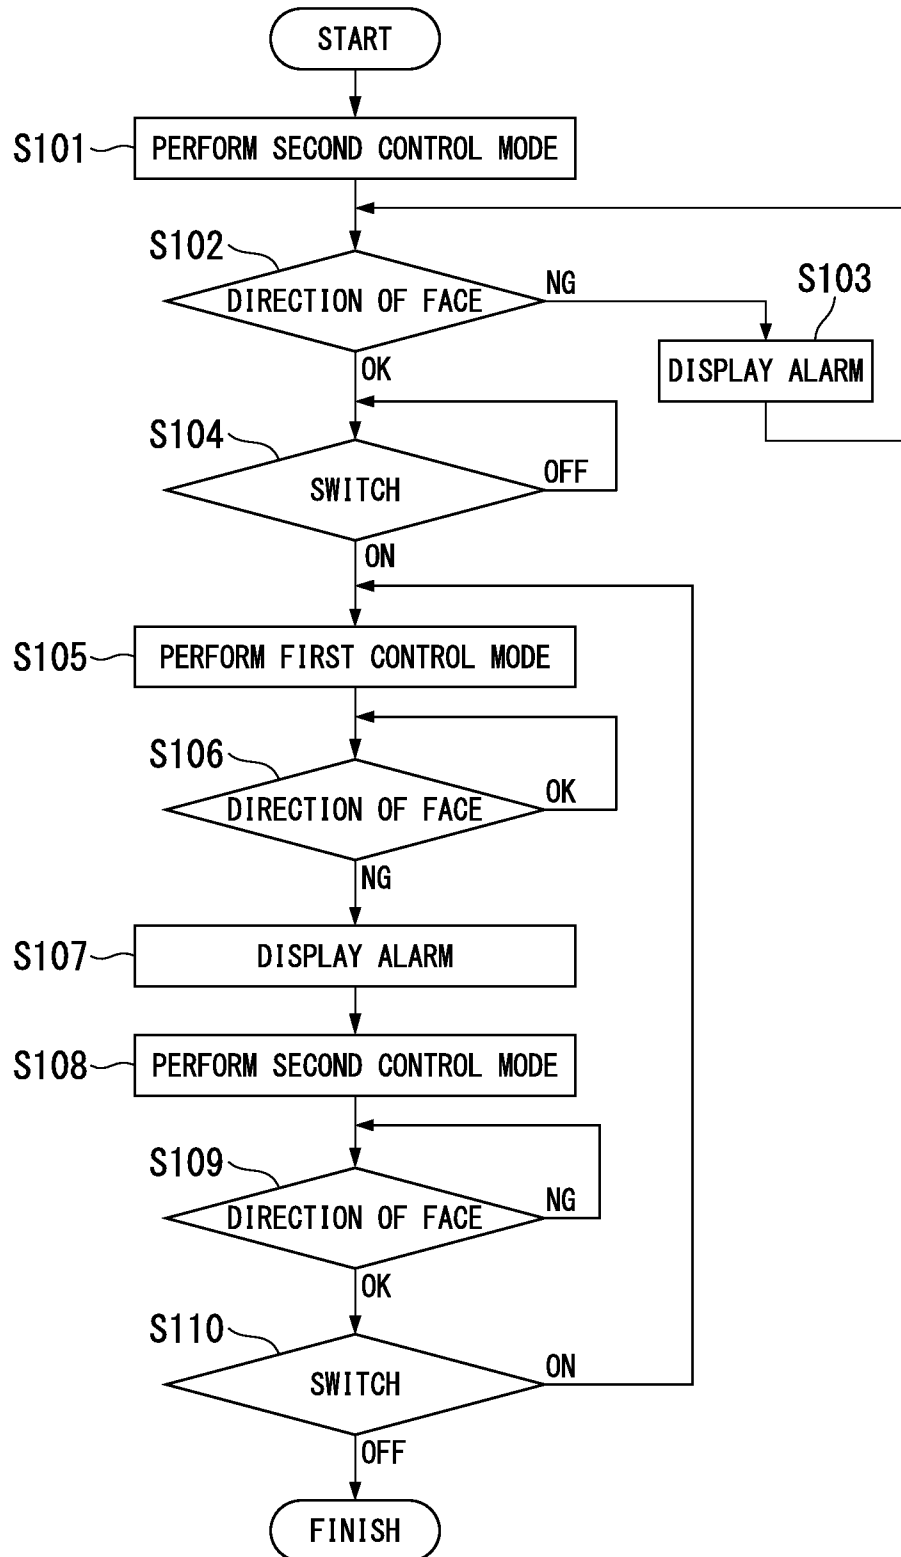 START
S101
PERFORM SECOND CONTROL MODE
S102
DIRECTION OF FACE
NG
S103
DISPLAY ALARM
OK
S104
SWITCH
OFF
ON
S105
PERFORM FIRST CONTROL MODE
S106
DIRECTION OF FACE
OK
NG
S107
DISPLAY ALARM
S108
PERFORM SECOND CONTROL MODE
S109
DIRECTION OF FACE
NG
OK
S110
SWITCH
ON
OFF
FINISH